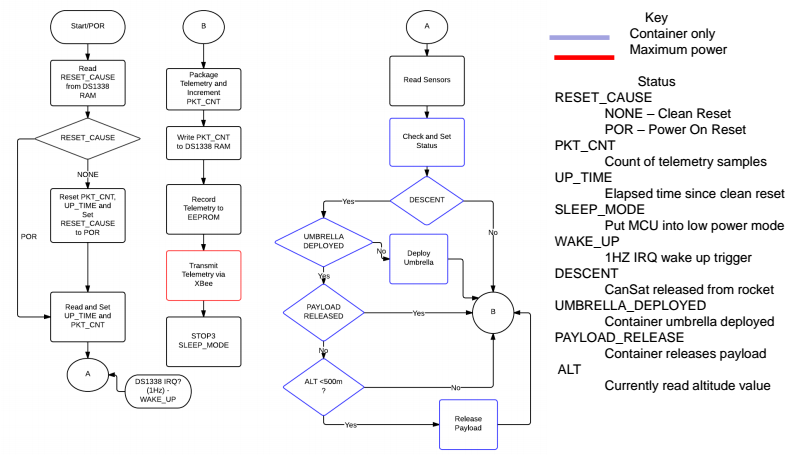 Start/POR
Read
RESET_CAUSE
from DS1338
RAM
RESET_CAUSE
NONE
Reset PKT_CNT,
UP_TIME and
Set
RESET_CAUSE
to POR
POR
Read and Set
UP_TIME and
PKT_CNT
A
DS1338 IRQ?
(1Hz) -
WAKE_UP
B
Package
Telemetry and
Increment
PKT_CNT
Write PKT_CNT
to DS1338 RAM
Record
Telemetry to
EEPROM
Transmit
Telemetry via
XBee
STOP3
SLEEP_MODE
A
Read Sensors
Check and Set
Status
DESCENT
Yes
No
UMBRELLA
DEPLOYED
No
Deploy
Umbrella
Yes
PAYLOAD
RELEASED
Yes
B
No
ALT <500m
?
No
Yes
Release
Payload
Key
Container only
Maximum power
Status
RESET_CAUSE
NONE – Clean Reset
POR – Power On Reset
PKT_CNT
Count of telemetry samples
UP_TIME
Elapsed time since clean reset
SLEEP_MODE
Put MCU into low power mode
WAKE_UP
1HZ IRQ wake up trigger
DESCENT
CanSat released from rocket
UMBRELLA_DEPLOYED
Container umbrella deployed
PAYLOAD_RELEASE
Container releases payload
ALT
Currently read altitude value